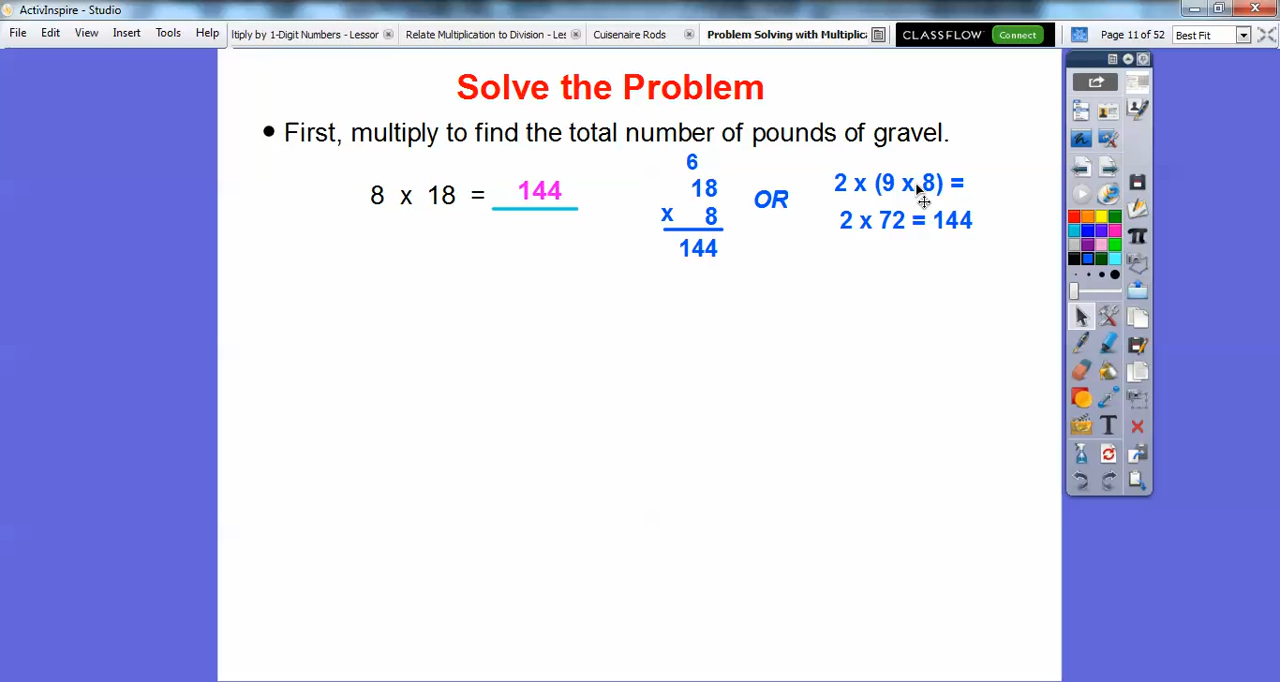 ActivInspire - Studio
File Edit View Insert Tools Help
ltiply by 1-Digit Numbers - Lessor
Relate Multiplication to Division - Les
Cuisenaire Rods
Problem Solving with Multiplica
CLASSFLOW Connect
Page 11 of 52
Best Fit
Solve the Problem
• First, multiply to find the total number of pounds of gravel.
8 x 18 = 144
6
18
x 8
144
OR
2 x (9 x 8) =
2 x 72 = 144